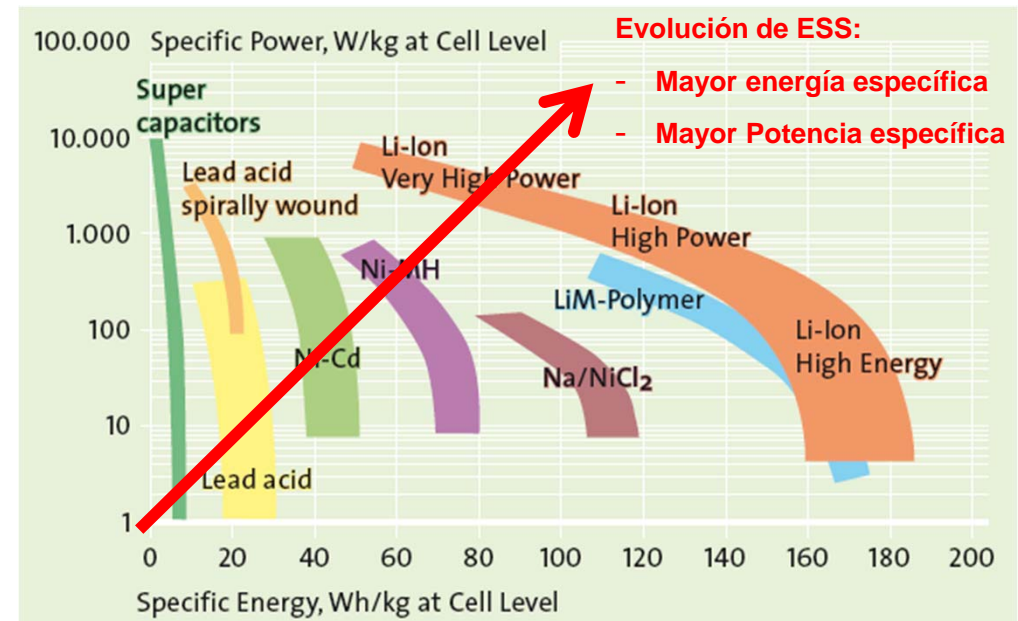 100.000 Specific Power, W/kg at Cell Level
Evolución de ESS:
- Mayor energía específica
- Mayor Potencia específica
Super
capacitors
10.000
Li-Ion
Very High Power
Lead acid
spirally wound
Li-Ion
High Power
1.000
Ni-MH
LiM-Polymer
100
Li-Ion
High Energy
Ni-Cd
Na/NiCl₂
10
Lead acid
1
0 20 40 60 80 100 120 140 160 180 200
Specific Energy, Wh/kg at Cell Level